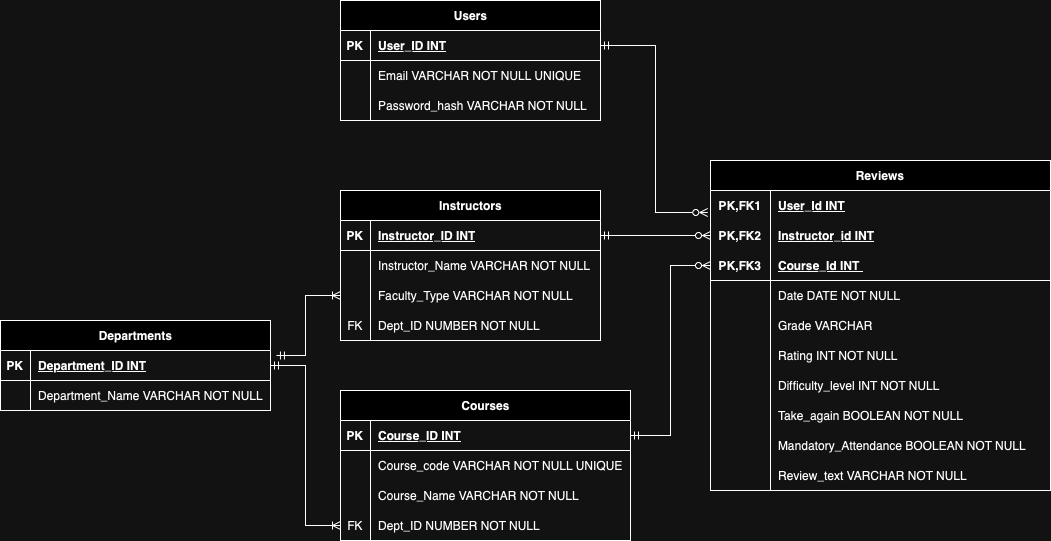 Users
PK User_ID INT
Email VARCHAR NOT NULL UNIQUE
Password_hash VARCHAR NOT NULL
Instructors
PK Instructor_ID INT
Instructor_Name VARCHAR NOT NULL
Faculty_Type VARCHAR NOT NULL
FK Dept_ID NUMBER NOT NULL
Departments
PK Department_ID INT
Department_Name VARCHAR NOT NULL
Courses
PK Course_ID INT
Course_code VARCHAR NOT NULL UNIQUE
Course_Name VARCHAR NOT NULL
FK Dept_ID NUMBER NOT NULL
Reviews
PK,FK1 User_Id INT
PK,FK2 Instructor_id INT
PK,FK3 Course_Id INT
Date DATE NOT NULL
Grade VARCHAR
Rating INT NOT NULL
Difficulty_level INT NOT NULL
Take_again BOOLEAN NOT NULL
Mandatory_Attendance BOOLEAN NOT NULL
Review_text VARCHAR NOT NULL